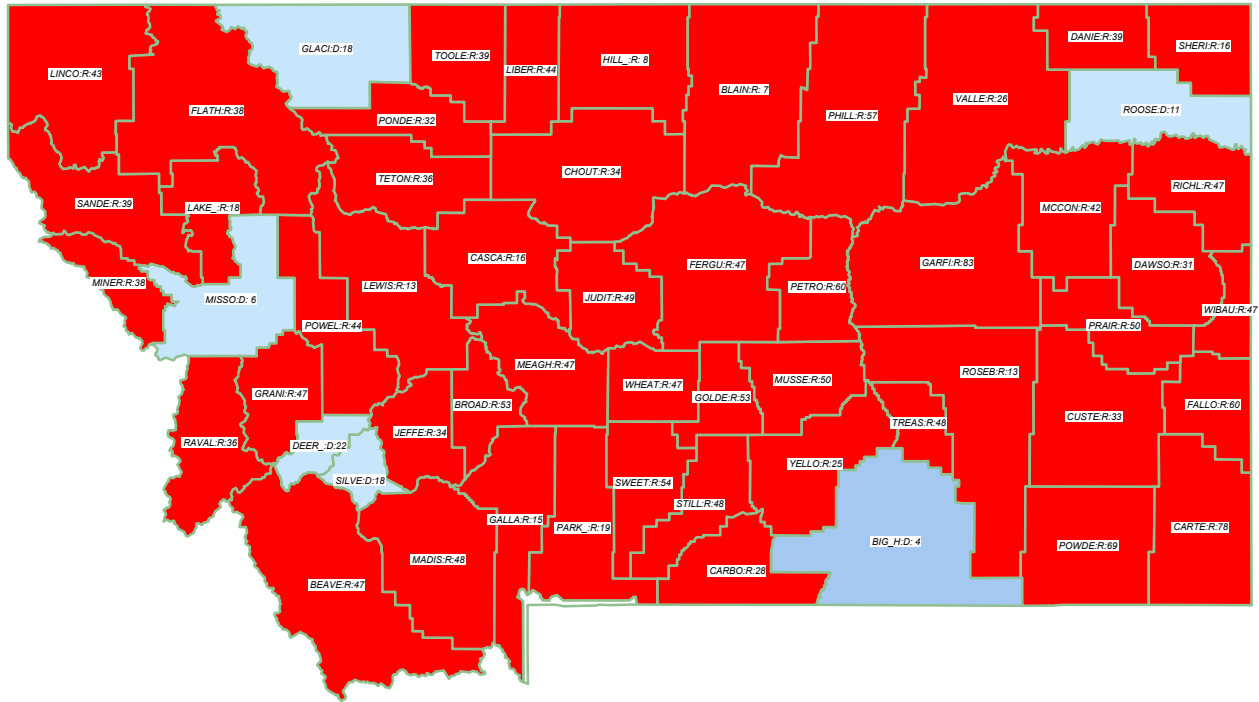 GLACI:D:18
DANIE:R:39
SHERI:R:16
TOOLE:R:39
HILL_:R: 8
LINCO:R:43
LIBER:R:44
BLAIN:R: 7
VALLE:R:26
FLATH:R:38
ROOSE:D:11
PHILL:R:57
PONDE:R:32
CHOUT:R:34
TETON:R:36
RICHL:R:47
SANDE:R:39
LAKE_:R:18
MCCON:R:42
CASCA:R:16
FERGU:R:47
GARFI:R:83
DAWSO:R:31
MINER:R:38
LEWIS:R:13
PETRO:R:60
MISSO:D: 6
JUDIT:R:49
WIBAU:R:47
POWEL:R:44
PRAIR:R:50
MEAGH:R:47
ROSEB:R:13
MUSSE:R:50
WHEAT:R:47
GRANI:R:47
GOLDE:R:53
BROAD:R:53
FALLO:R:60
CUSTE:R:33
TREAS:R:48
JEFFE:R:34
RAVAL:R:36
DEER_:D:22
YELLO:R:25
SILVE:D:18
SWEET:R:54
STILL:R:48
GALLA:R:15
PARK_:R:19
CARTE:R:78
BIG_H:D: 4
POWDE:R:69
MADIS:R:48
CARBO:R:28
BEAVE:R:47